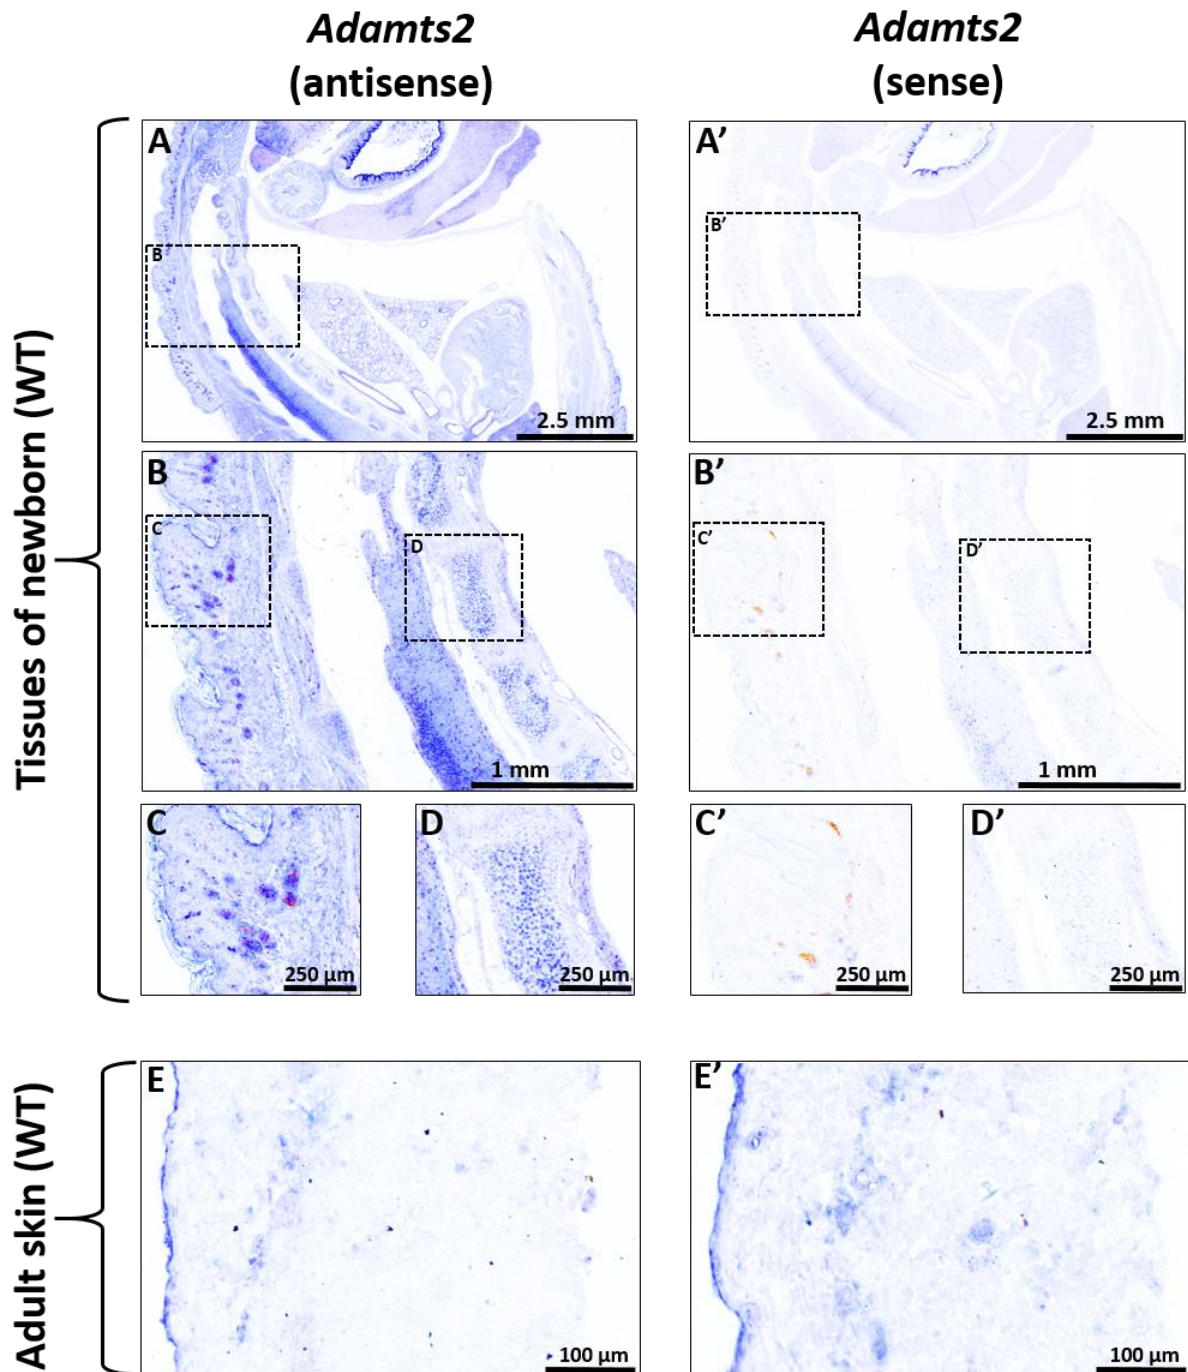 Adamts2
(antisense)
Adamts2
(sense)
Tissues of newborn (WT)
A
B
2.5 mm
A’
B’
2.5 mm
B
C
D
1 mm
B’
C’
D’
1 mm
C
250 µm
D
250 µm
C’
250 µm
D’
250 µm
Adult skin (WT)
E
100 µm
E’
100 µm